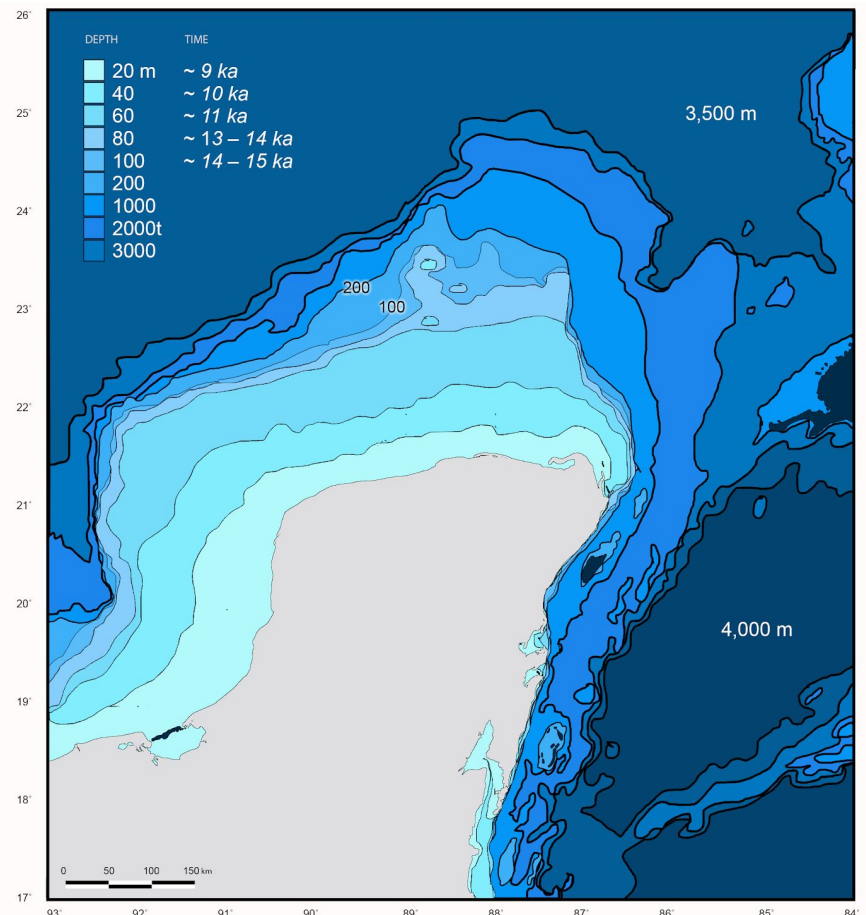 26°
25°
24°
23°
22°
21°
20°
19°
18°
17°
DEPTH TIME
20 m ~ 9 ka
40 ~ 10 ka
60 ~ 11 ka
80 ~ 13 – 14 ka
100 ~ 14 – 15 ka
200
1000
2000t
3000
3,500 m
200
100
4,000 m
0 50 100 150 km
93° 92° 91° 90° 89° 88° 87° 86° 85° 84°